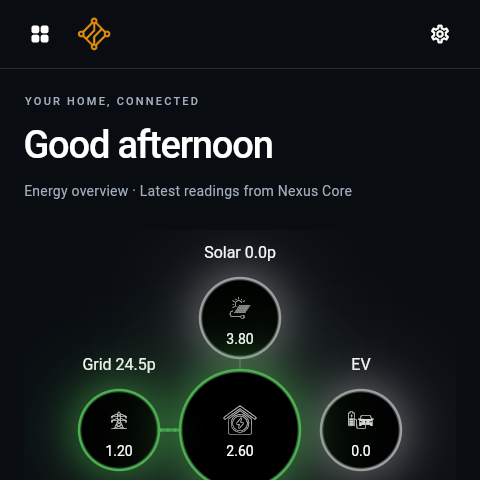 YOUR HOME, CONNECTED
Good afternoon
Energy overview · Latest readings from Nexus Core
Solar 0.0p
3.80
Grid 24.5p
EV
1.20
2.60
0.0